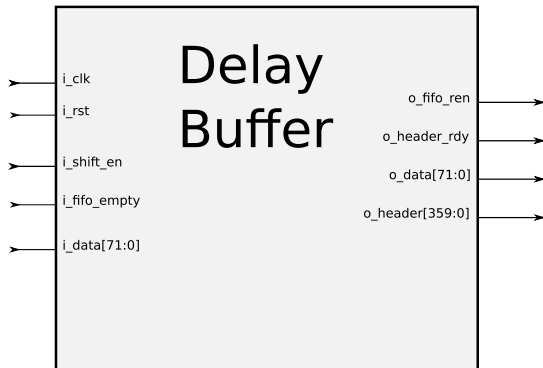 Delay
Buffer
i_clk
i_rst
i_shift_en
i_fifo_empty
i_data[71:0]
o_fifo_ren
o_header_rdy
o_data[71:0]
o_header[359:0]